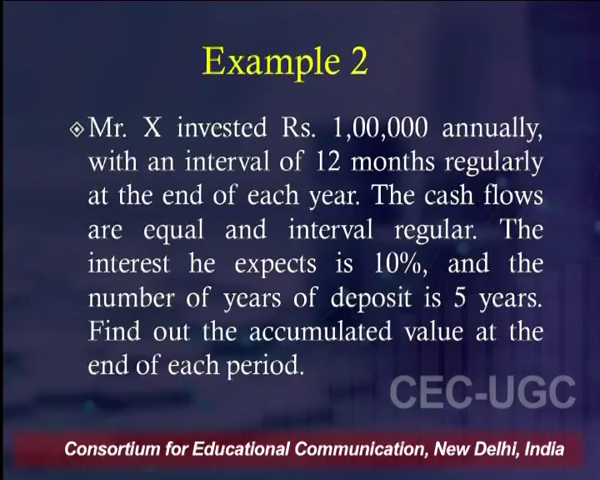 Example 2
Mr. X invested Rs. 1,00,000 annually,
with an interval of 12 months regularly
at the end of each year. The cash flows
are equal and interval regular. The
interest he expects is 10%, and the
number of years of deposit is 5 years.
Find out the accumulated value at the
end of each period.
CEC-UGC
Consortium for Educational Communication, New Delhi, India